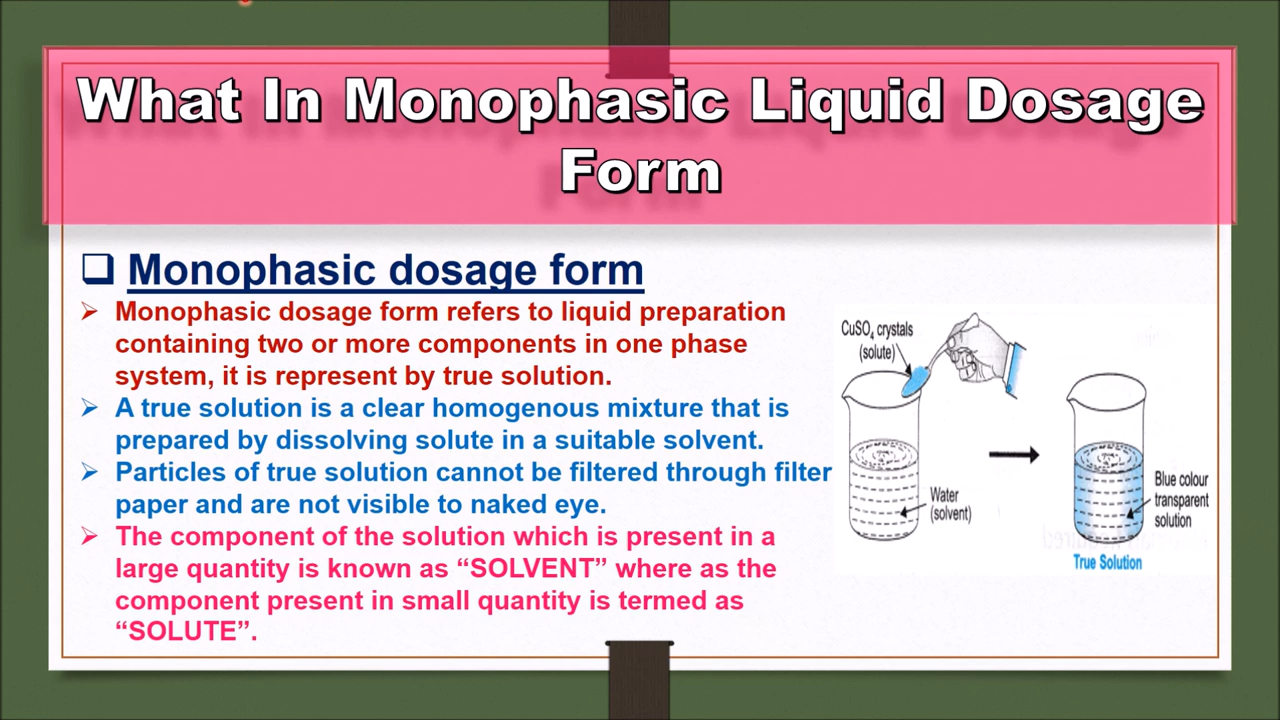 What In Monophasic Liquid Dosage
Form
Monophasic dosage form
Monophasic dosage form refers to liquid preparation
containing two or more components in one phase
system, it is represent by true solution.
A true solution is a clear homogenous mixture that is
prepared by dissolving solute in a suitable solvent.
Particles of true solution cannot be filtered through filter
paper and are not visible to naked eye.
The component of the solution which is present in a
large quantity is known as “SOLVENT” where as the
component present in small quantity is termed as
“SOLUTE”.
CuSO₄ crystals
(solute)
Water
(solvent)
Blue colour
transparent
solution
True Solution